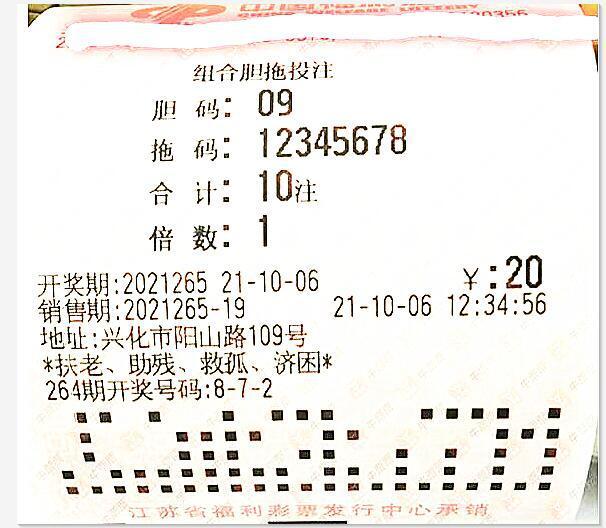 组合胆拖投注
胆 码: 09
拖 码: 12345678
合 计: 10注
倍 数: 1
开奖期:2021265 21-10-06 ￥:20
销售期:2021265-19 21-10-06 12:34:56
地址:兴化市阳山路109号
*扶老、助残、救孤、济困*
264期开奖号码:8-7-2
江苏省福利彩票发行中心承销